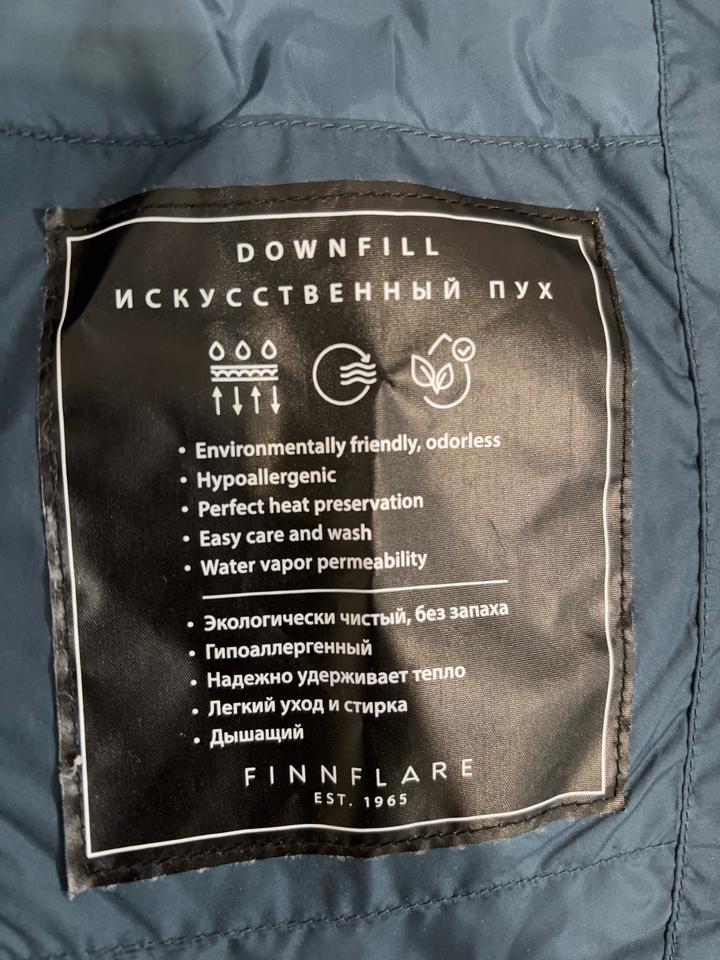 DOWNFILL
ИСКУССТВЕННЫЙ ПУХ
• Environmentally friendly, odorless
• Hypoallergenic
• Perfect heat preservation
• Easy care and wash
• Water vapor permeability
• Экологически чистый, без запаха
• Гипоаллергенный
• Надежно удерживает тепло
• Легкий уход и стирка
• Дышащий
FINNFLARE
EST. 1965